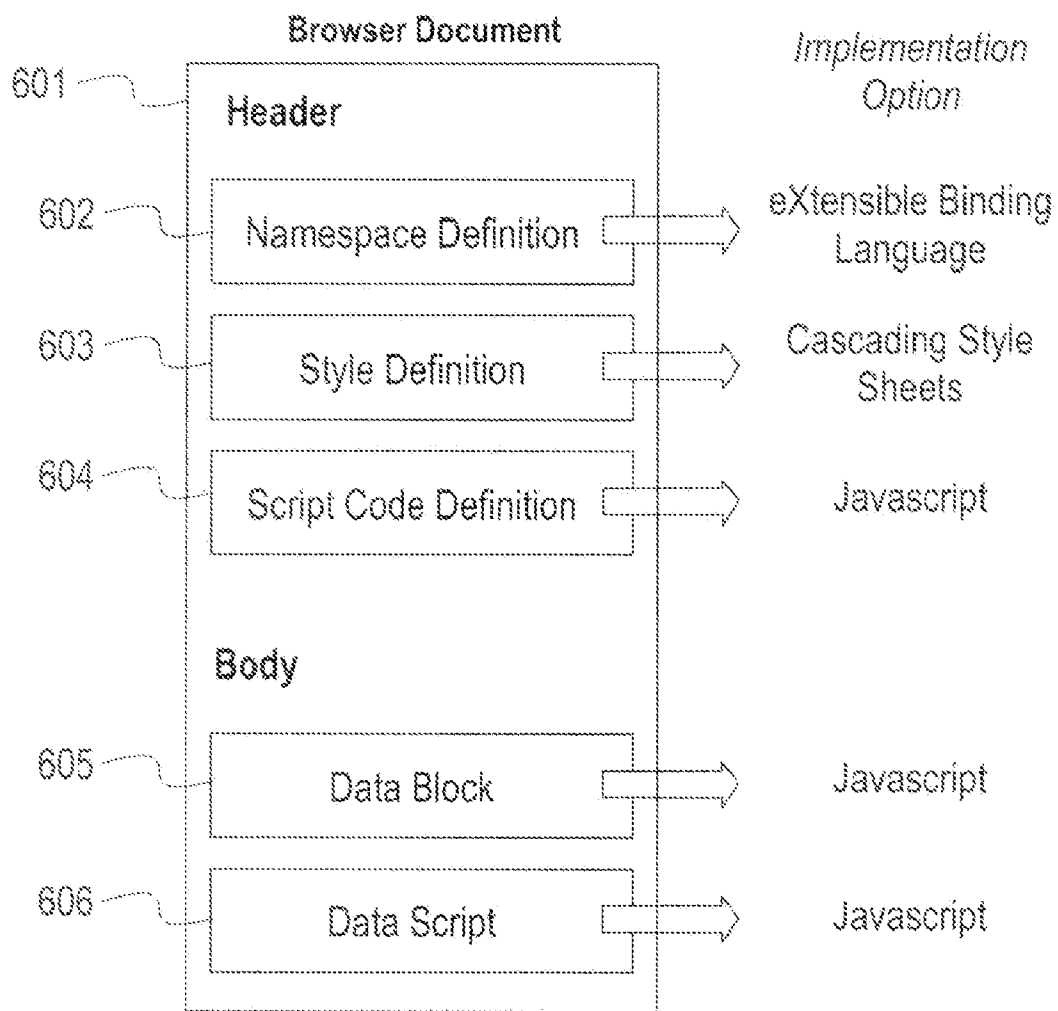 Browser Document
Implementation
Option
601
Header
602
Namespace Definition
eXtensible Binding
Language
603
Style Definition
Cascading Style
Sheets
604
Script Code Definition
Javascript
Body
605
Data Block
Javascript
606
Data Script
Javascript